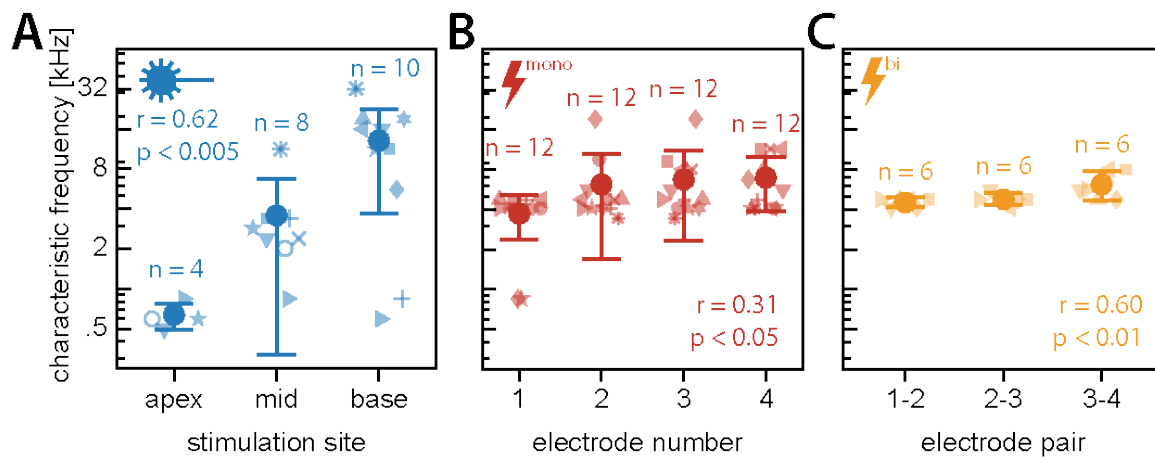 A
B
C
characteristic frequency [kHz]
32
8
2
.5
r = 0.62
p < 0.005
n = 4
n = 8
n = 10
apex
mid
base
stimulation site
mono
n = 12
n = 12
n = 12
n = 12
r = 0.31
p < 0.05
1
2
3
4
electrode number
bi
n = 6
n = 6
n = 6
r = 0.60
p < 0.01
1-2
2-3
3-4
electrode pair